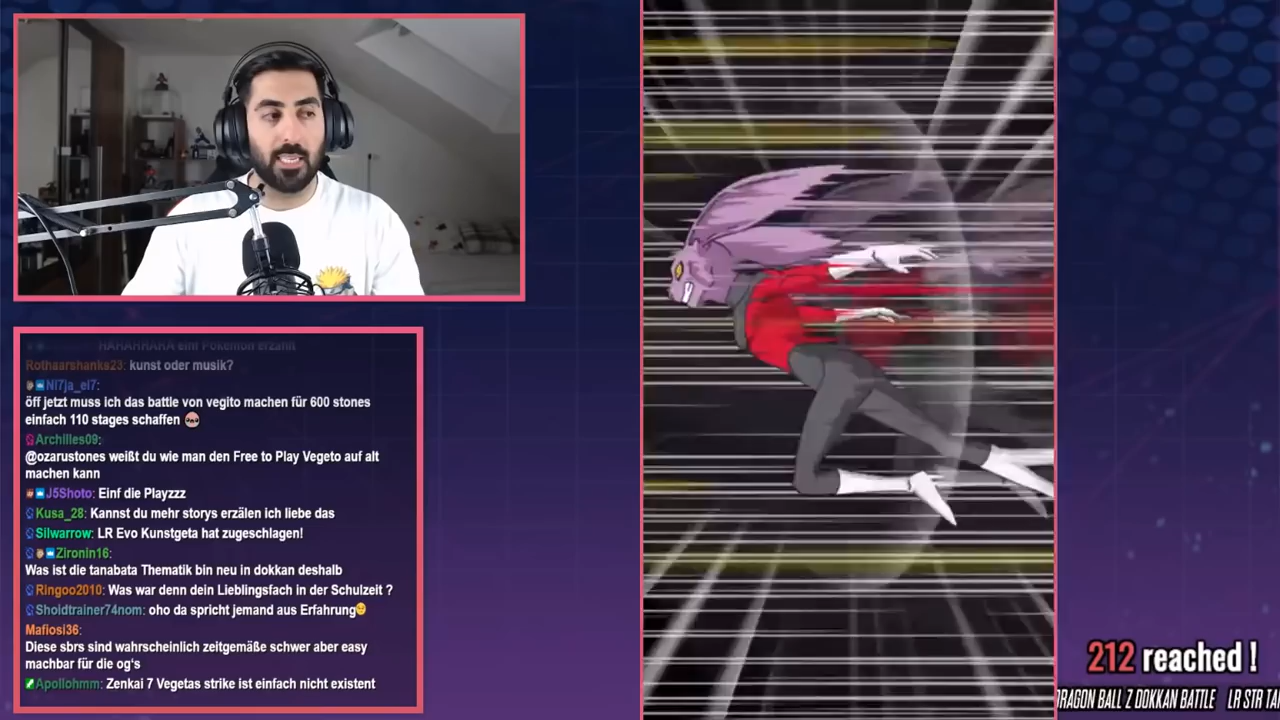 HAHAHHAHA einf Pokemon erzählt
Rothaarshanks23: kunst oder musik?
Ni7ja_el7:
öff jetzt muss ich das battle von vegito machen für 600 stones
einfach 110 stages schaffen
Archilles09:
@ozarustones weißt du wie man den Free to Play Vegeto auf alt
machen kann
J5Shoto: Einf die Playzzz
Kusa_28: Kannst du mehr storys erzälen ich liebe das
Silwarrow: LR Evo Kunstgeta hat zugeschlagen!
Zironin16:
Was ist die tanabata Thematik bin neu in dokkan deshalb
Ringoo2010: Was war denn dein Lieblingsfach in der Schulzeit ?
Shoidtrainer74nom: oho da spricht jemand aus Erfahrung
Mafiosi36:
Diese sbrs sind wahrscheinlich zeitgemäße schwer aber easy
machbar für die og's
Apollohmm: Zenkai 7 Vegetas strike ist einfach nicht existent
212 reached !
DRAGON BALL Z DOKKAN BATTLE LR STR TA